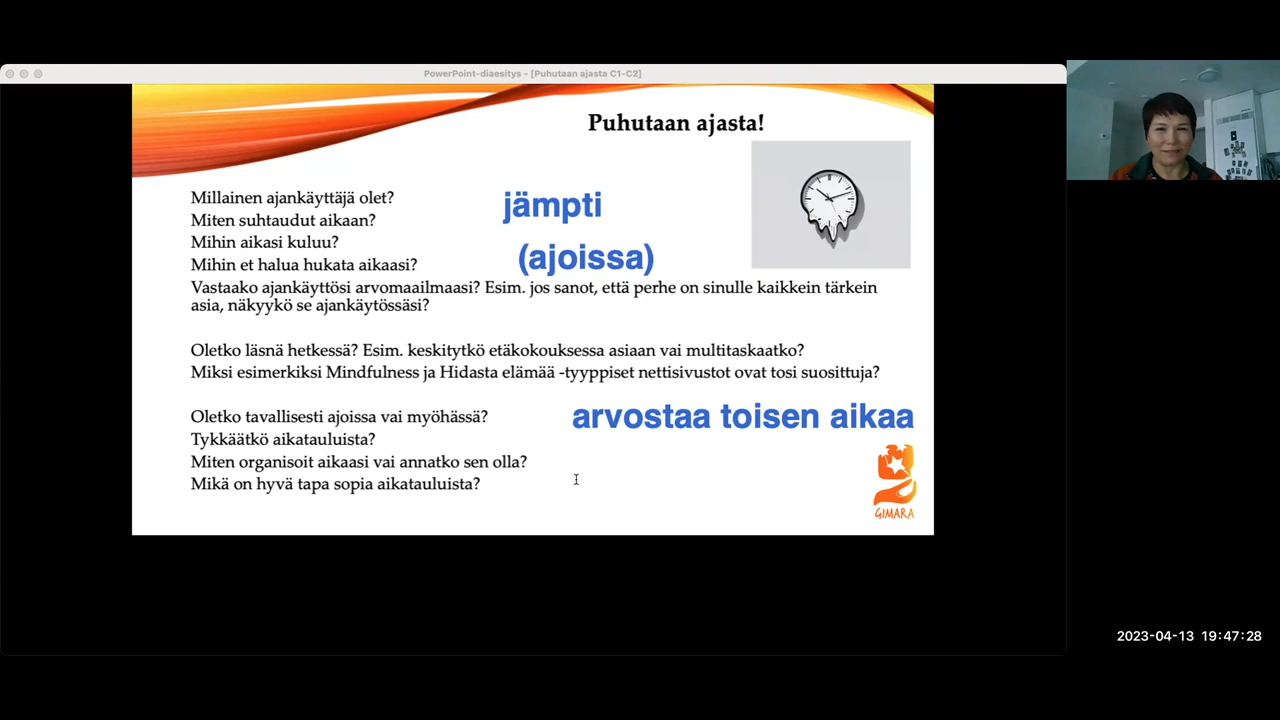 PowerPoint-diaesitys - [Puhutaan ajasta C1-C2]
Puhutaan ajasta!
Millainen ajankäyttäjä olet?
jämpti
Miten suhtaudut aikaan?
Mihin aikasi kuluu?
(ajoissa)
Mihin et halua hukata aikaasi?
Vastaako ajankäyttösi arvomaailmaasi? Esim. jos sanot, että perhe on sinulle kaikkein tärkein
asia, näkyykö se ajankäytössäsi?
Oletko läsnä hetkessä? Esim. keskitytkö etäkokouksessa asiaan vai multitaskaatko?
Miksi esimerkiksi Mindfulness ja Hidasta elämää -tyyppiset nettisivustot ovat tosi suosittuja?
Oletko tavallisesti ajoissa vai myöhässä?
arvostaa toisen aikaa
Tykkäätkö aikatauluista?
Miten organisoit aikaasi vai annatko sen olla?
Mikä on hyvä tapa sopia aikatauluista?
GIMARA
2023-04-13 19:47:28